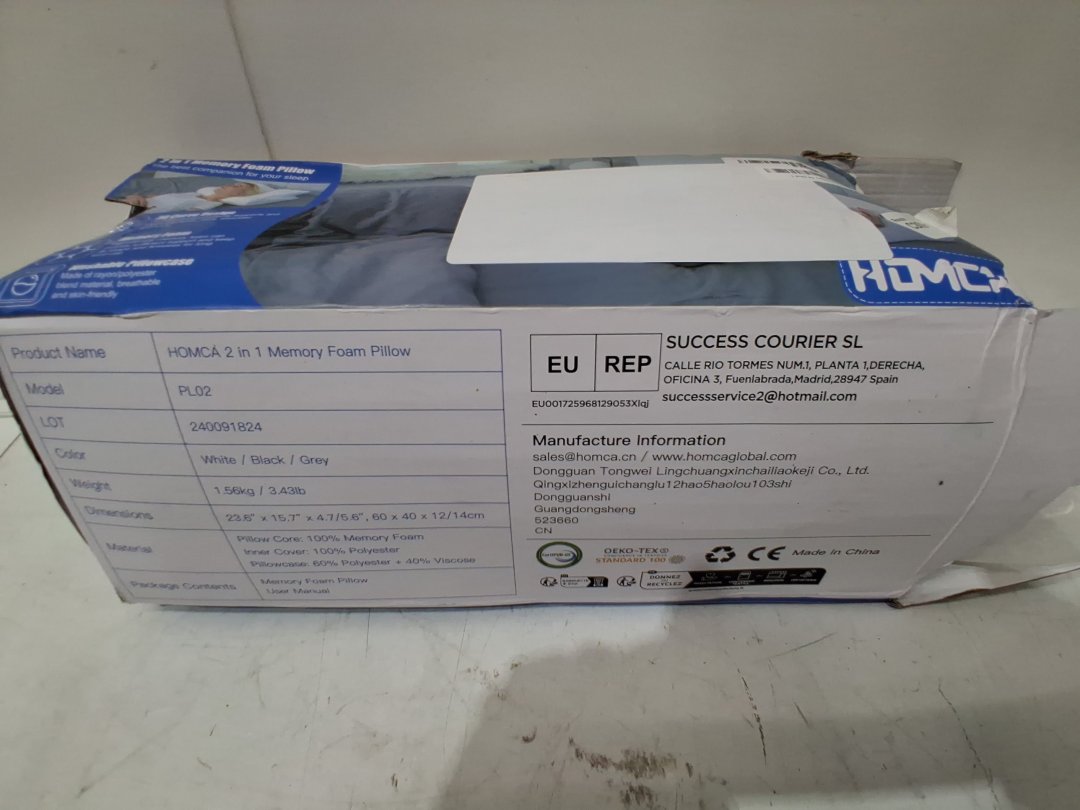 2 in 1 Memory Foam Pillow
The best companion for your sleep
Washable Pillowcase
Made of rayon/polyester
blend material, breathable
and skin-friendly
HOMCA
Product Name HOMCA 2 in 1 Memory Foam Pillow
Model PL02
LOT 240091824
Color White / Black / Grey
Weight 1.56kg / 3.43lb
Dimensions 23.6" x 15.7" x 4.7/5.6", 60 x 40 x 12/14cm
Material Pillow Core: 100% Memory Foam
Inner Cover: 100% Polyester
Pillowcase: 60% Polyester + 40% Viscose
Package Contents Memory Foam Pillow
User Manual
EU REP
SUCCESS COURIER SL
CALLE RIO TORMES NUM.1, PLANTA 1,DERECHA,
OFICINA 3, Fuenlabrada,Madrid,28947 Spain
successservice2@hotmail.com
EU001725968129053Xlqj
Manufacture Information
sales@homca.cn / www.homcaglobal.com
Dongguan Tongwei Lingchuangxinchailiaokeji Co., Ltd.
Qingxizhenguichanglu12hao5haolou103shi
Dongguanshi
Guangdongsheng
523660
CN
OEKO-TEX®
STANDARD 100
CE
Made in China
DONNEZ
RECYCLEZ